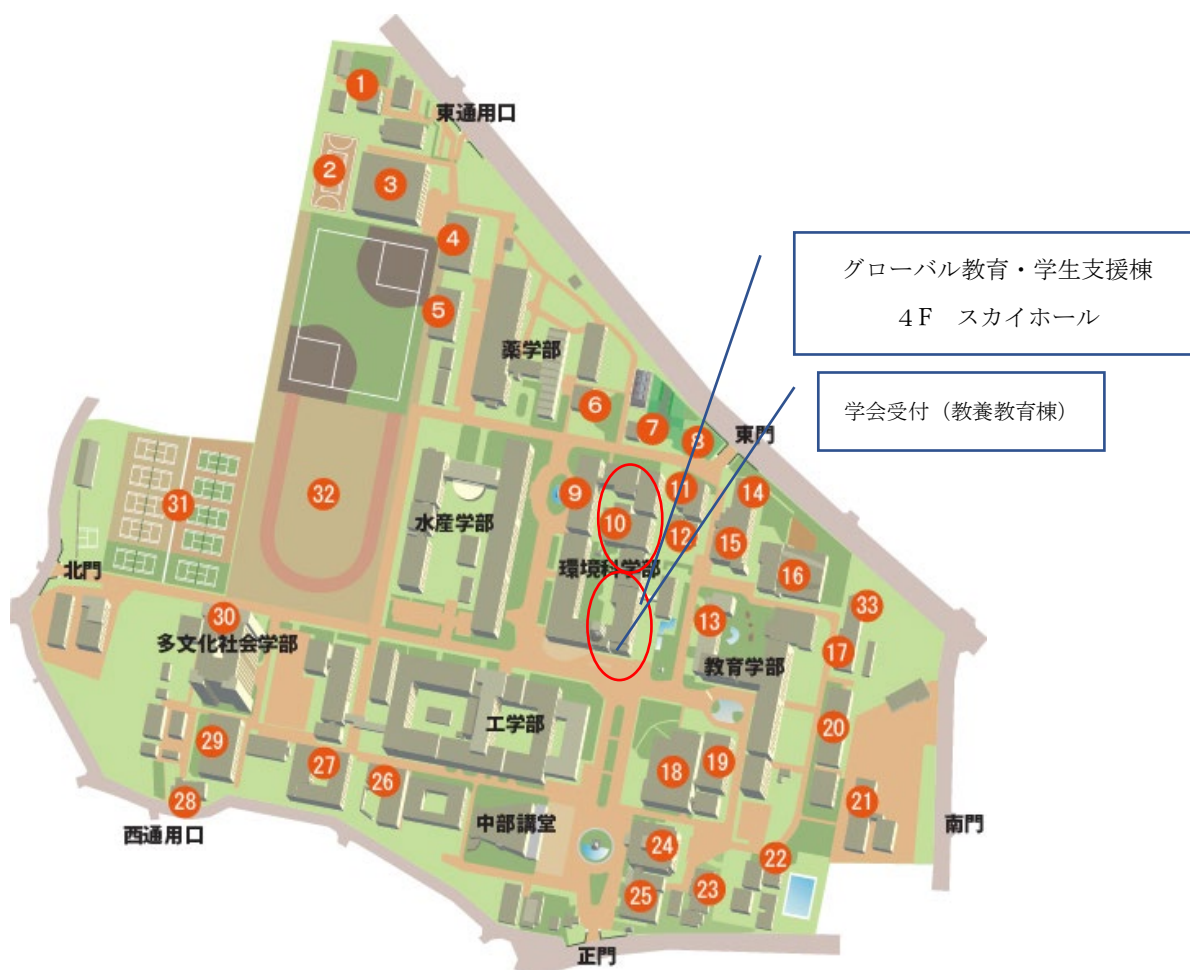 1
東通用口
2
3
4
グローバル教育・学生支援棟
4F スカイホール
5
薬学部
学会受付（教養教育棟）
6
7
8
東門
9
11
14
31
32
水産学部
10
12
15
環境科学部
16
北門
30
多文化社会学部
13
33
17
教育学部
工学部
20
29
27
26
18
19
28
西通用口
中部講堂
21
南門
24
22
25
23
正門